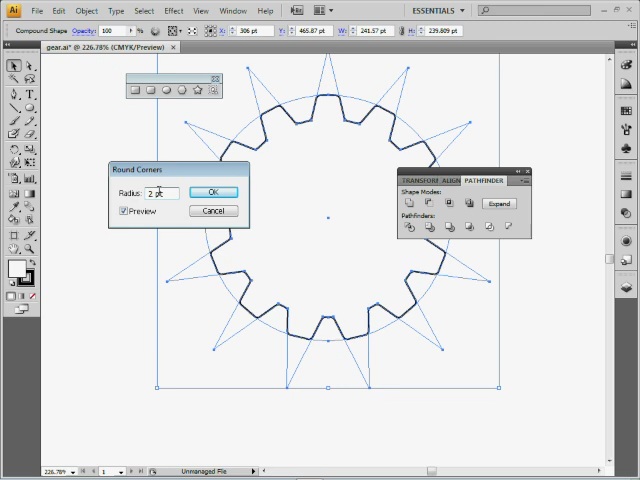 Ai File Edit Object Type Select Effect View Window Help Br ESSENTIALS
Compound Shape Opacity: 100 % X: 306 pt Y: 465.87 pt W: 241.57 pt H: 239.809 pt
gear.ai* @ 226.78% (CMYK/Preview)
Round Corners
Radius: 2 pt OK
Preview Cancel
TRANSFORM ALIGN PATHFINDER
Shape Modes:
Expand
Pathfinders:
226.78% 1 Unmanaged File